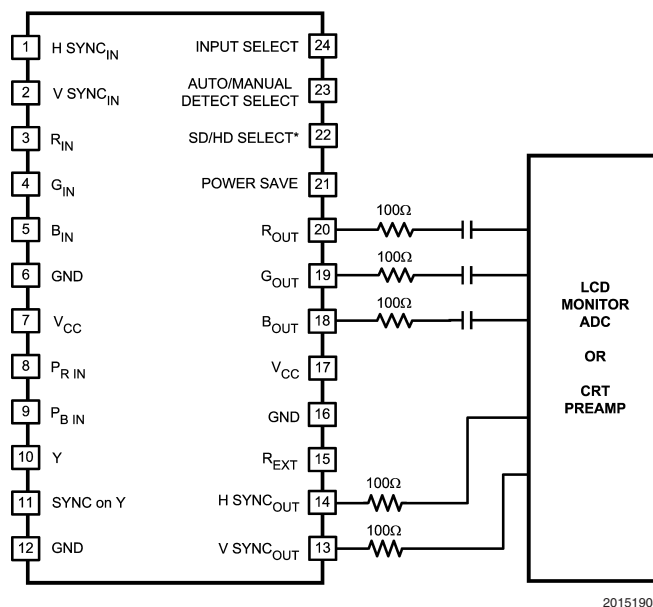 1 H SYNC_IN
2 V SYNC_IN
3 R_IN
4 G_IN
5 B_IN
6 GND
7 V_CC
8 P_R IN
9 P_B IN
10 Y
11 SYNC on Y
12 GND
INPUT SELECT 24
AUTO/MANUAL
DETECT SELECT 23
SD/HD SELECT* 22
POWER SAVE 21
R_OUT 20 100Ω
G_OUT 19 100Ω
B_OUT 18 100Ω
V_CC 17
GND 16
R_EXT 15
H SYNC_OUT 14 100Ω
V SYNC_OUT 13 100Ω
LCD
MONITOR
ADC
OR
CRT
PREAMP
2015190